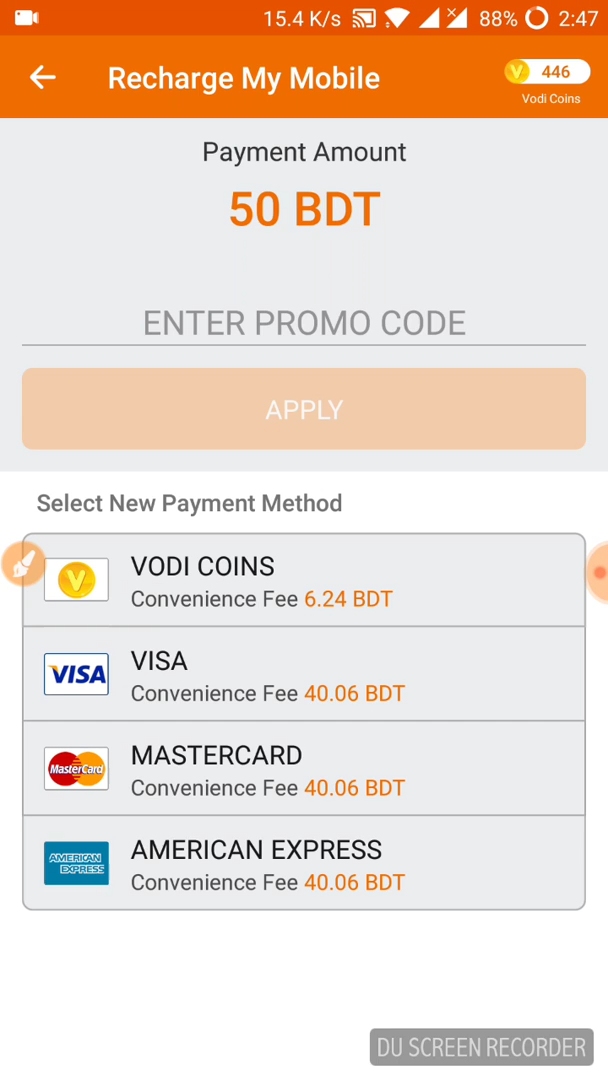 15.4 K/s 88% 2:47
Recharge My Mobile
446
Vodi Coins
Payment Amount
50 BDT
ENTER PROMO CODE
APPLY
Select New Payment Method
VODI COINS
Convenience Fee 6.24 BDT
VISA
VISA
Convenience Fee 40.06 BDT
MasterCard
MASTERCARD
Convenience Fee 40.06 BDT
AMERICAN EXPRESS
AMERICAN EXPRESS
Convenience Fee 40.06 BDT
DU SCREEN RECORDER